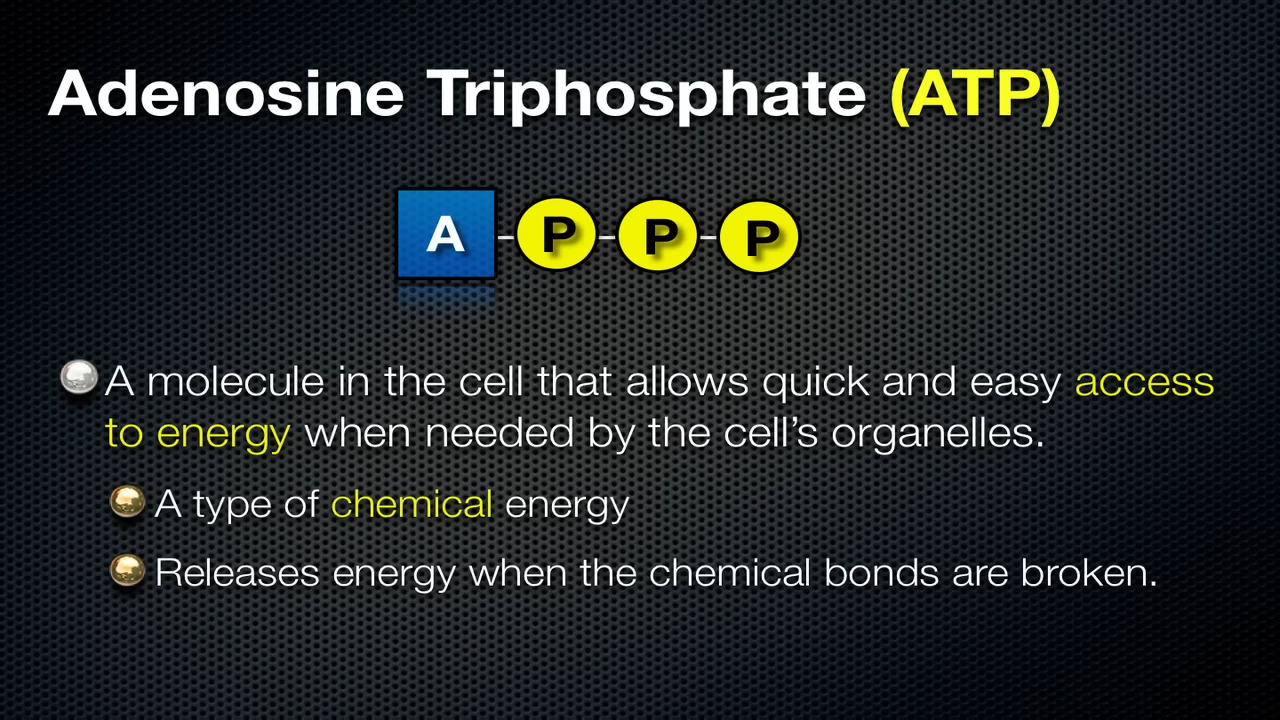 Adenosine Triphosphate (ATP)
A P P P
A molecule in the cell that allows quick and easy access
to energy when needed by the cell's organelles.
A type of chemical energy
Releases energy when the chemical bonds are broken.